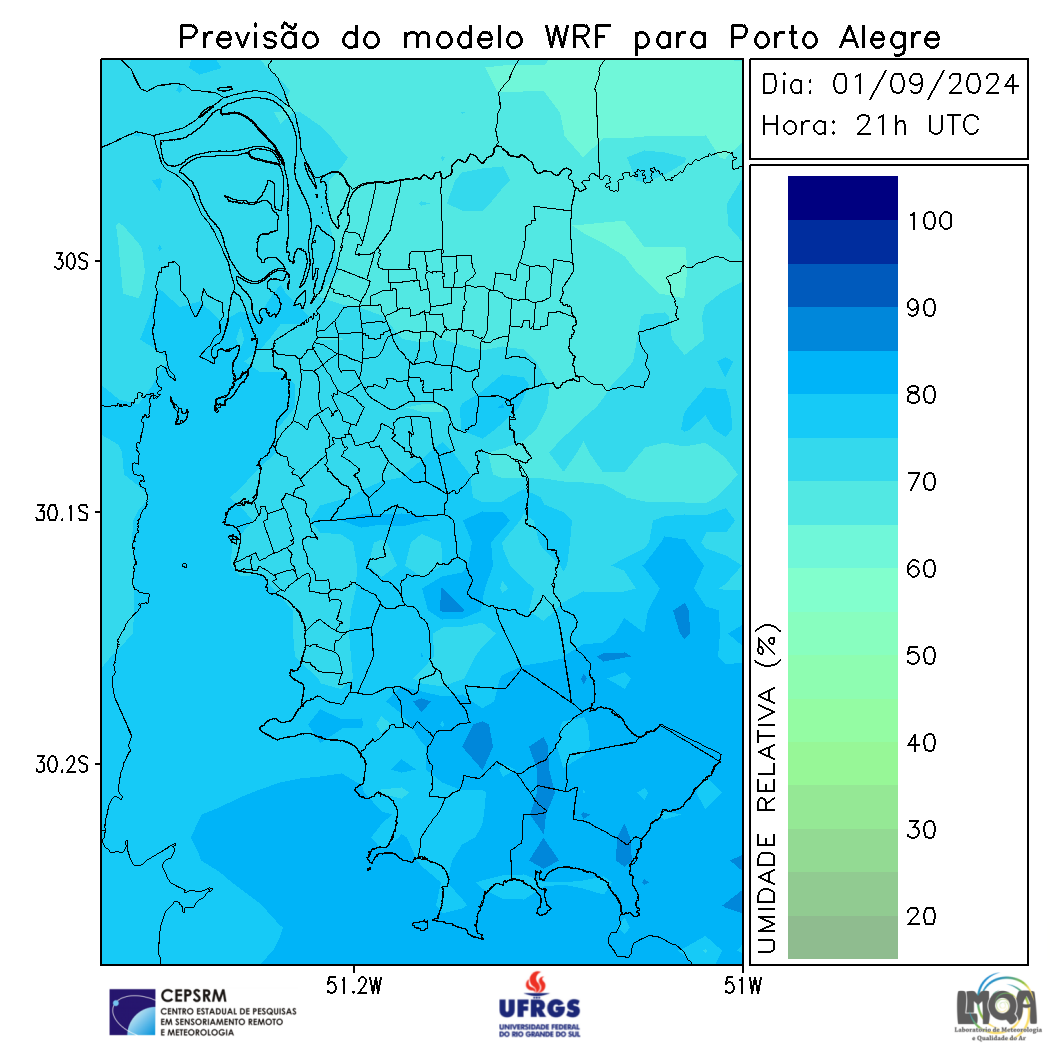 Previsão do modelo WRF para Porto Alegre
Dia: 01/09/2024
Hora: 21h UTC
100
90
80
70
60
50
40
30
20
UMIDADE RELATIVA (%)
30S
30.1S
30.2S
51.2W
51W
CEPSRM
CENTRO ESTADUAL DE PESQUISAS
EM SENSORIAMENTO REMOTO
E METEOROLOGIA
UFRGS
UNIVERSIDADE FEDERAL
DO RIO GRANDE DO SUL
LMQA
Laboratório de Meteorologia
e Qualidade do Ar